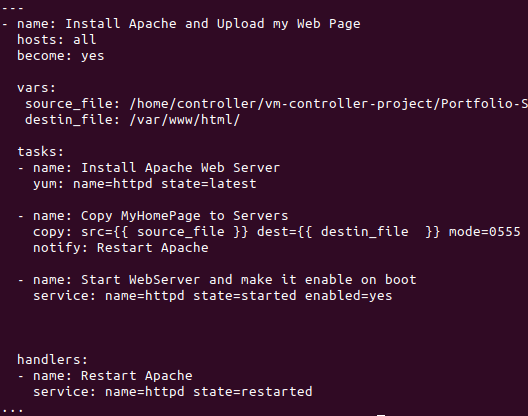 ---
- name: Install Apache and Upload my Web Page
  hosts: all
  become: yes

  vars:
   source_file: /home/controller/vm-controller-project/Portfolio-S
   destin_file: /var/www/html/

  tasks:
  - name: Install Apache Web Server
    yum: name=httpd state=latest

  - name: Copy MyHomePage to Servers
    copy: src={{ source_file }} dest={{ destin_file  }} mode=0555
    notify: Restart Apache

  - name: Start WebServer and make it enable on boot
    service: name=httpd state=started enabled=yes



  handlers:
  - name: Restart Apache
    service: name=httpd state=restarted
...